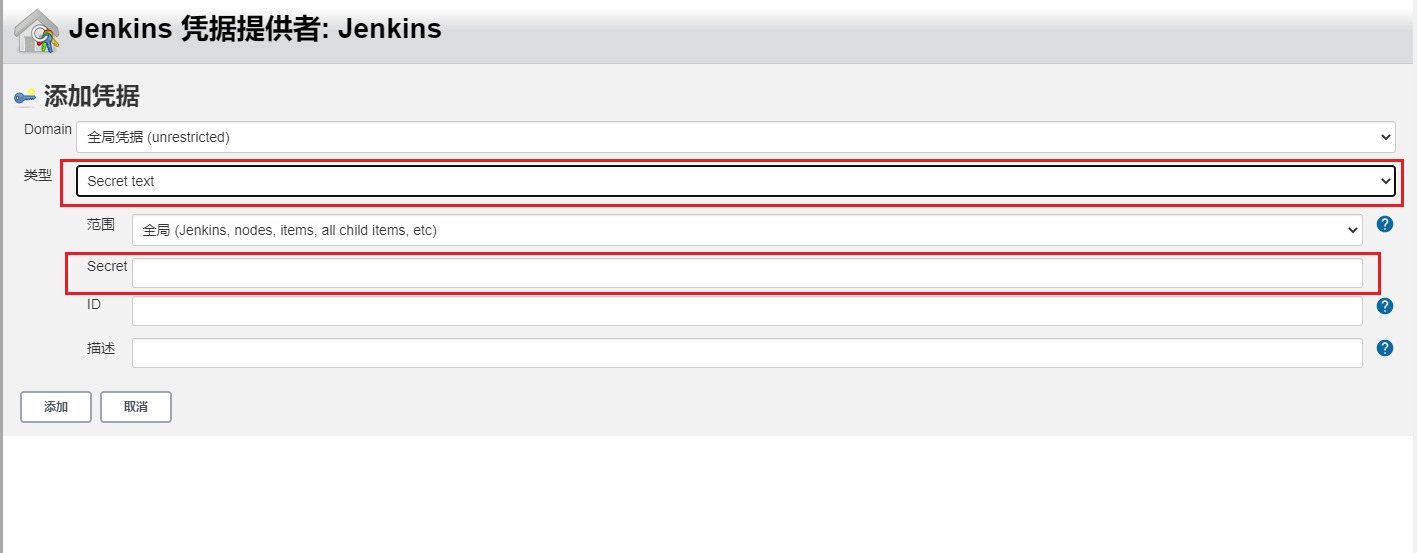 Jenkins 凭据提供者: Jenkins
添加凭据
Domain 全局凭据 (unrestricted)
类型 Secret text
范围 全局 (Jenkins, nodes, items, all child items, etc) ?
Secret
ID ?
描述 ?
添加 取消